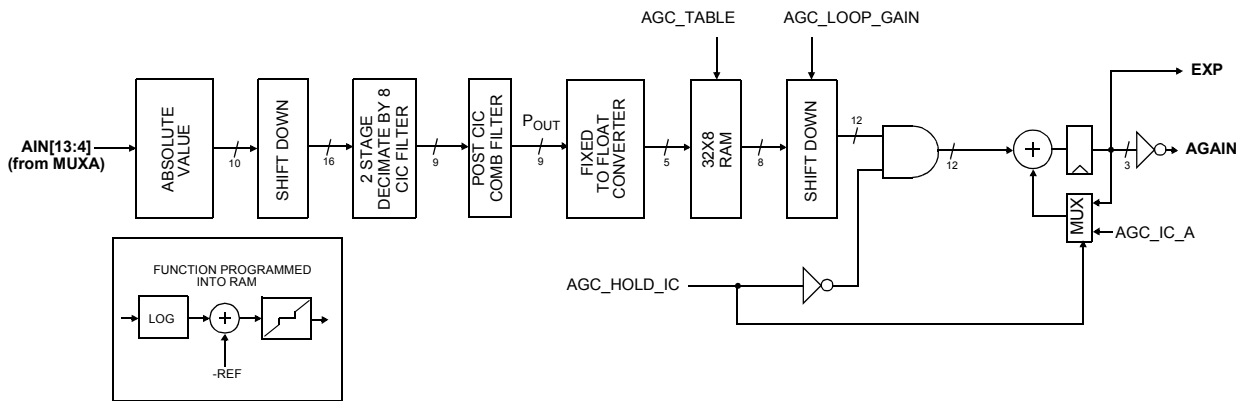 AGC_TABLE
AGC_LOOP_GAIN
EXP
AIN[13:4]
(from MUXA)
ABSOLUTE
VALUE
10
SHIFT DOWN
16
2 STAGE
DECIMATE BY 8
CIC FILTER
9
POST CIC
COMB FILTER
POUT
9
FIXED
TO FLOAT
CONVERTER
5
32X8
RAM
8
SHIFT DOWN
12
12
+
3
AGAIN
MUX
AGC_IC_A
AGC_HOLD_IC
FUNCTION PROGRAMMED
INTO RAM
LOG
+
-REF